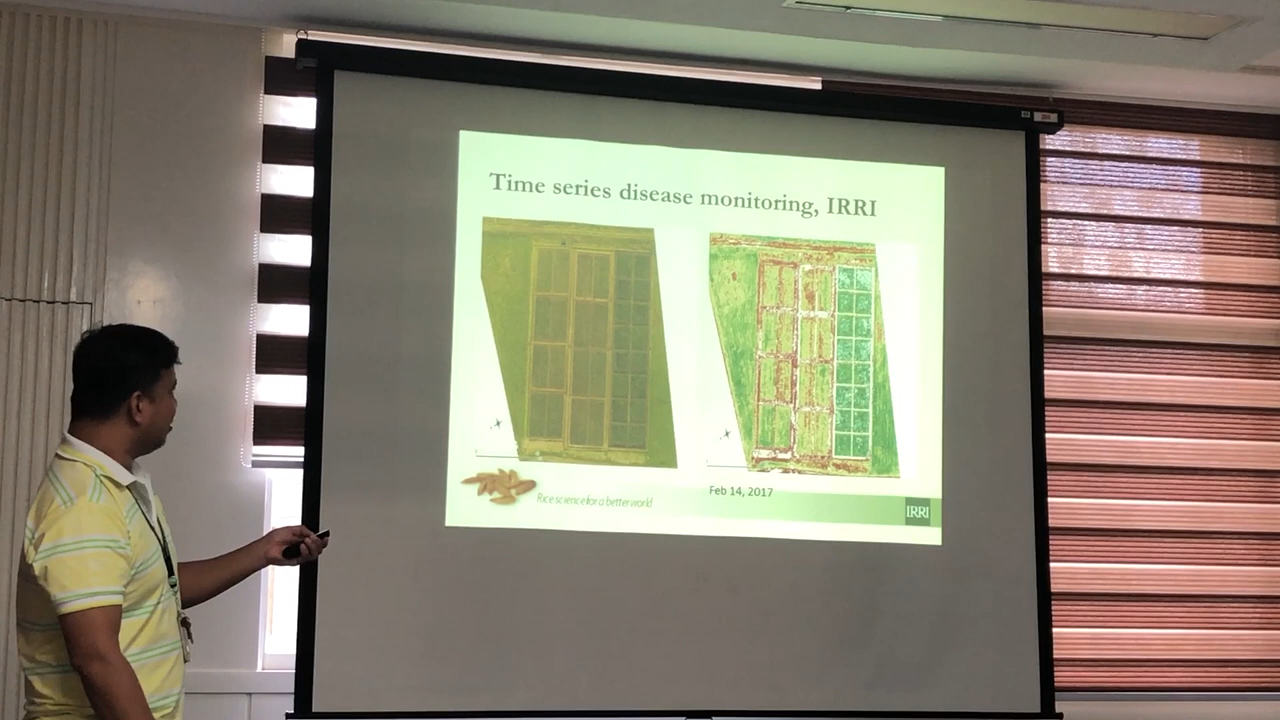 Time series disease monitoring, IRRI
Feb 14, 2017
Rice science for a better world
IRRI